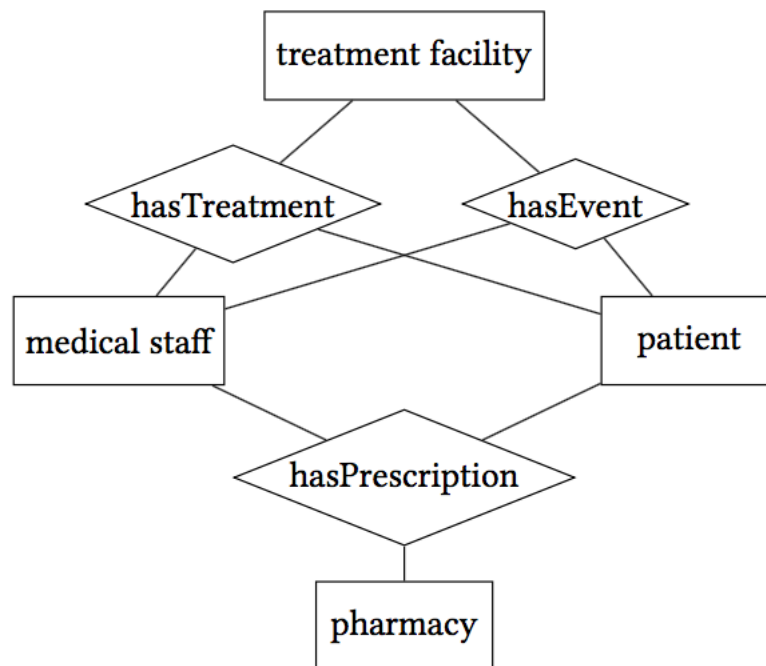 treatment facility
hasTreatment
hasEvent
medical staff
patient
hasPrescription
pharmacy